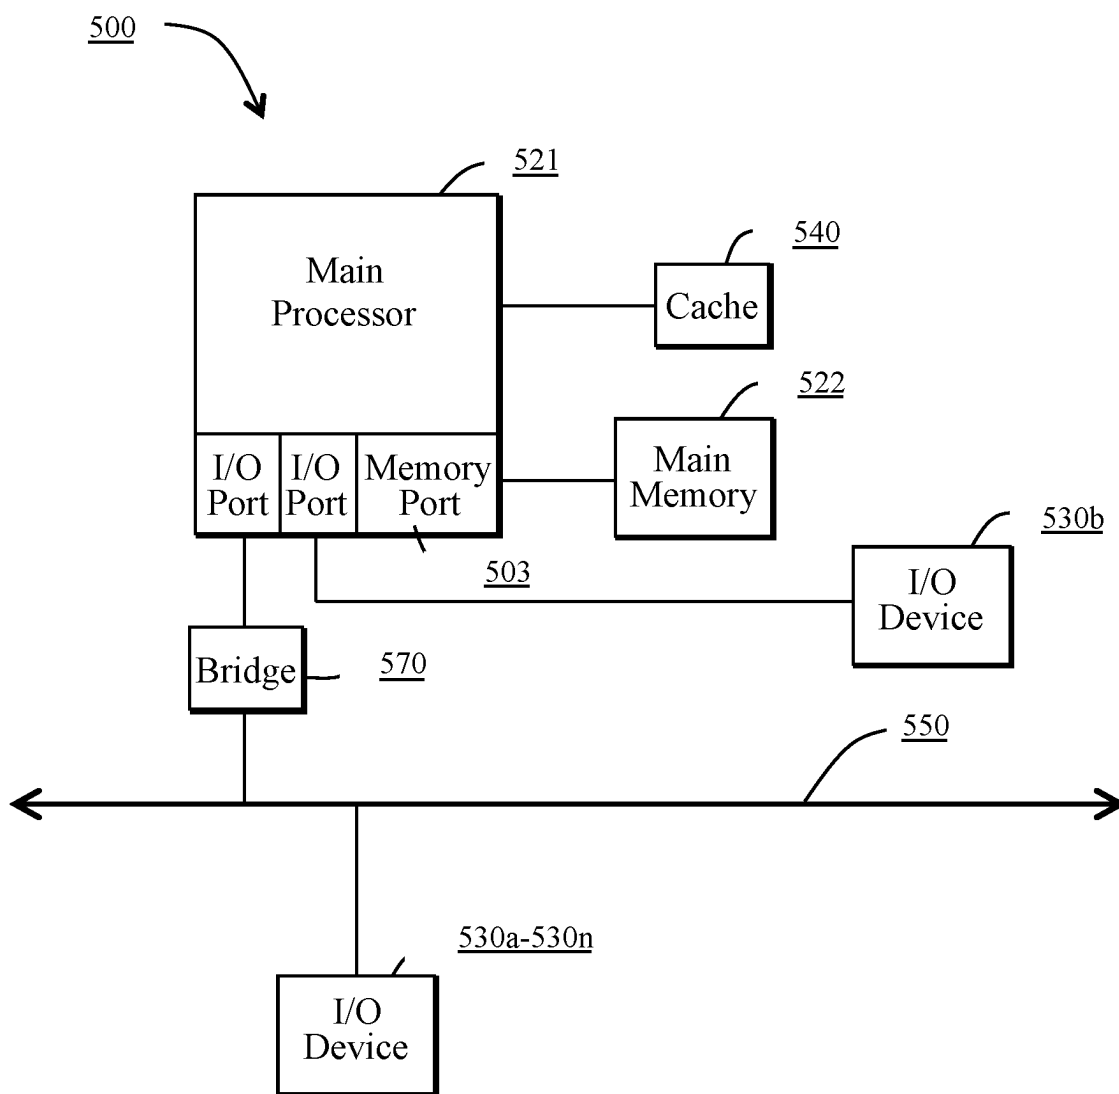 500
521
540
Main
Processor
Cache
522
I/O
Port
I/O
Port
Memory
Port
Main
Memory
530b
503
I/O
Device
Bridge
570
550
530a-530n
I/O
Device